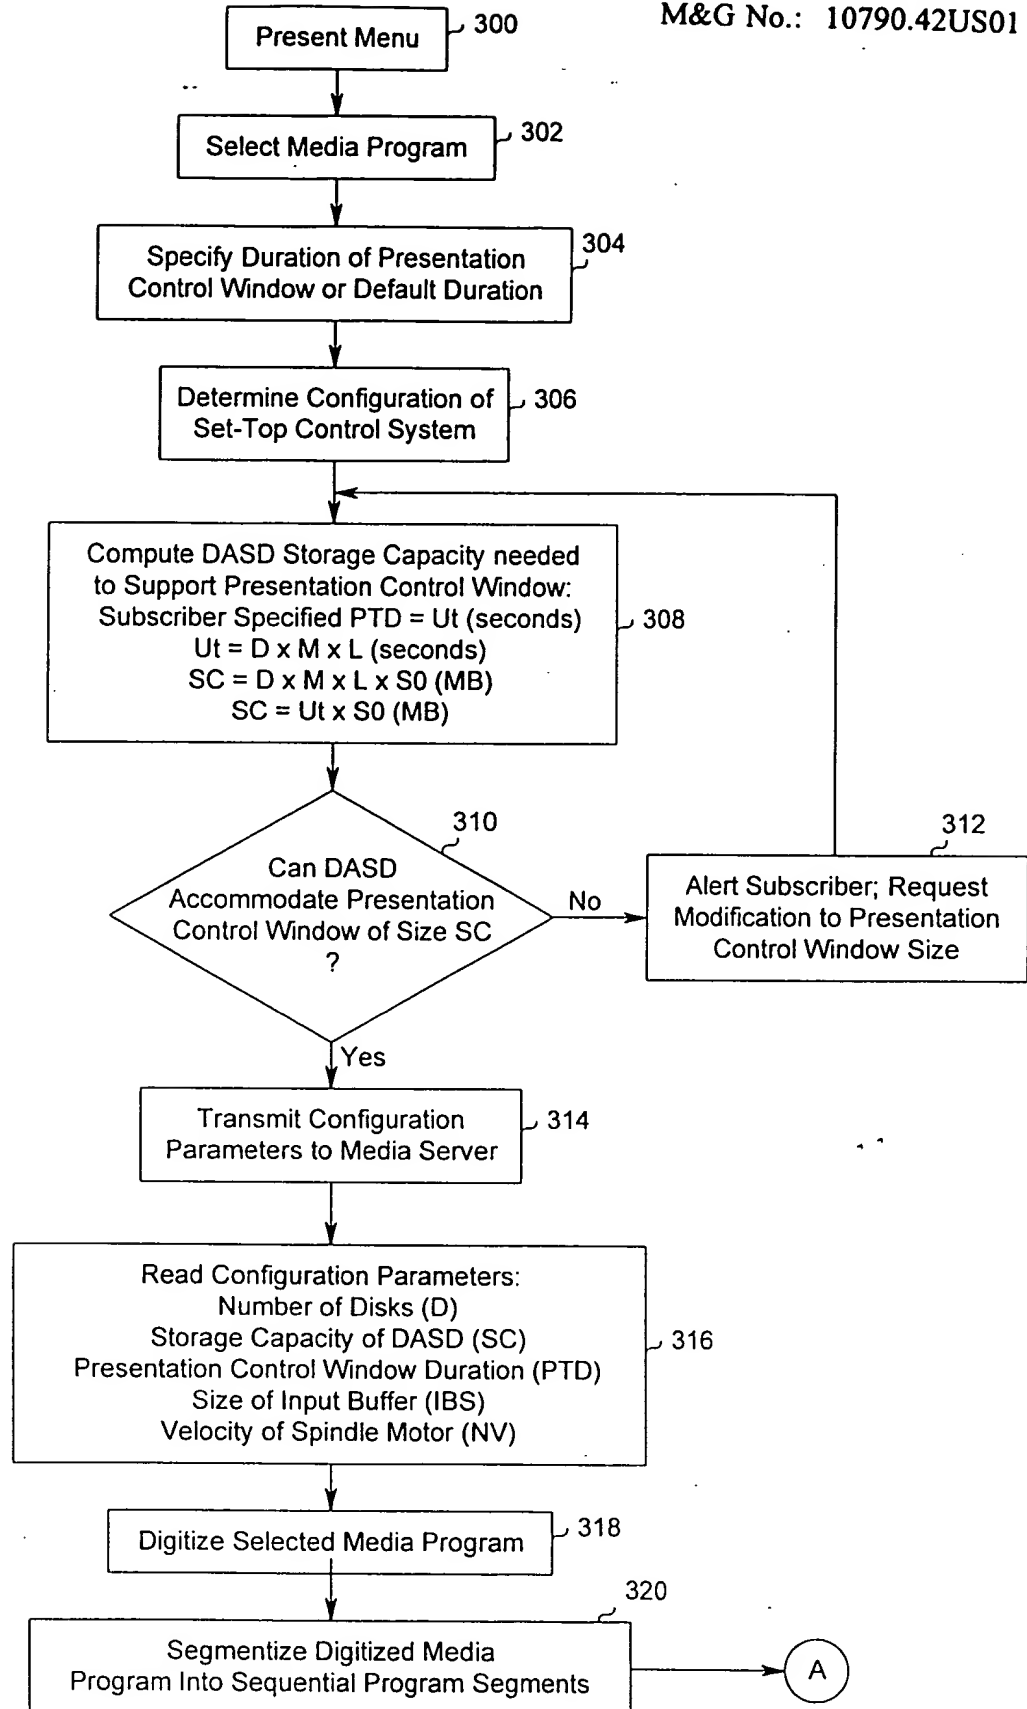 M&G No.: 10790.42US01
Present Menu
300
Select Media Program
302
Specify Duration of Presentation
Control Window or Default Duration
304
Determine Configuration of
Set-Top Control System
306
Compute DASD Storage Capacity needed
to Support Presentation Control Window:
Subscriber Specified PTD = Ut (seconds)
Ut = D x M x L (seconds)
SC = D x M x L x S0 (MB)
SC = Ut x S0 (MB)
308
310
Can DASD
Accommodate Presentation
Control Window of Size SC
?
No
312
Alert Subscriber; Request
Modification to Presentation
Control Window Size
Yes
Transmit Configuration
Parameters to Media Server
314
Read Configuration Parameters:
Number of Disks (D)
Storage Capacity of DASD (SC)
Presentation Control Window Duration (PTD)
Size of Input Buffer (IBS)
Velocity of Spindle Motor (NV)
316
Digitize Selected Media Program
318
320
Segmentize Digitized Media
Program Into Sequential Program Segments
A